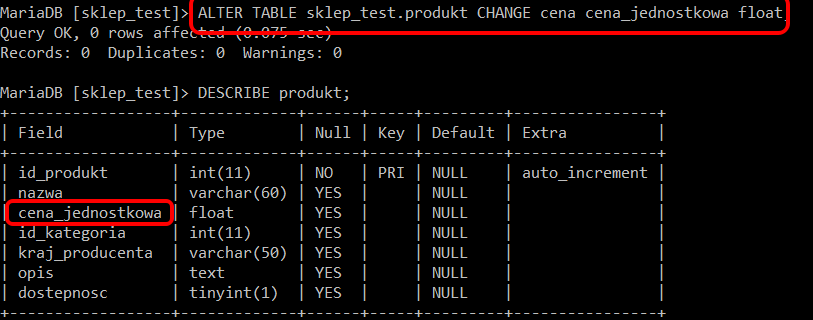 MariaDB [sklep_test]> ALTER TABLE sklep_test.produkt CHANGE cena cena_jednostkowa float;
Query OK, 0 rows affected (0.075 sec)
Records: 0  Duplicates: 0  Warnings: 0

MariaDB [sklep_test]> DESCRIBE produkt;
+------------------+-------------+------+-----+---------+----------------+
| Field            | Type        | Null | Key | Default | Extra          |
+------------------+-------------+------+-----+---------+----------------+
| id_produkt       | int(11)     | NO   | PRI | NULL    | auto_increment |
| nazwa            | varchar(60) | YES  |     | NULL    |                |
| cena_jednostkowa | float       | YES  |     | NULL    |                |
| id_kategoria     | int(11)     | YES  |     | NULL    |                |
| kraj_producenta  | varchar(50) | YES  |     | NULL    |                |
| opis             | text        | YES  |     | NULL    |                |
| dostepnosc       | tinyint(1)  | YES  |     | NULL    |                |
+------------------+-------------+------+-----+---------+----------------+